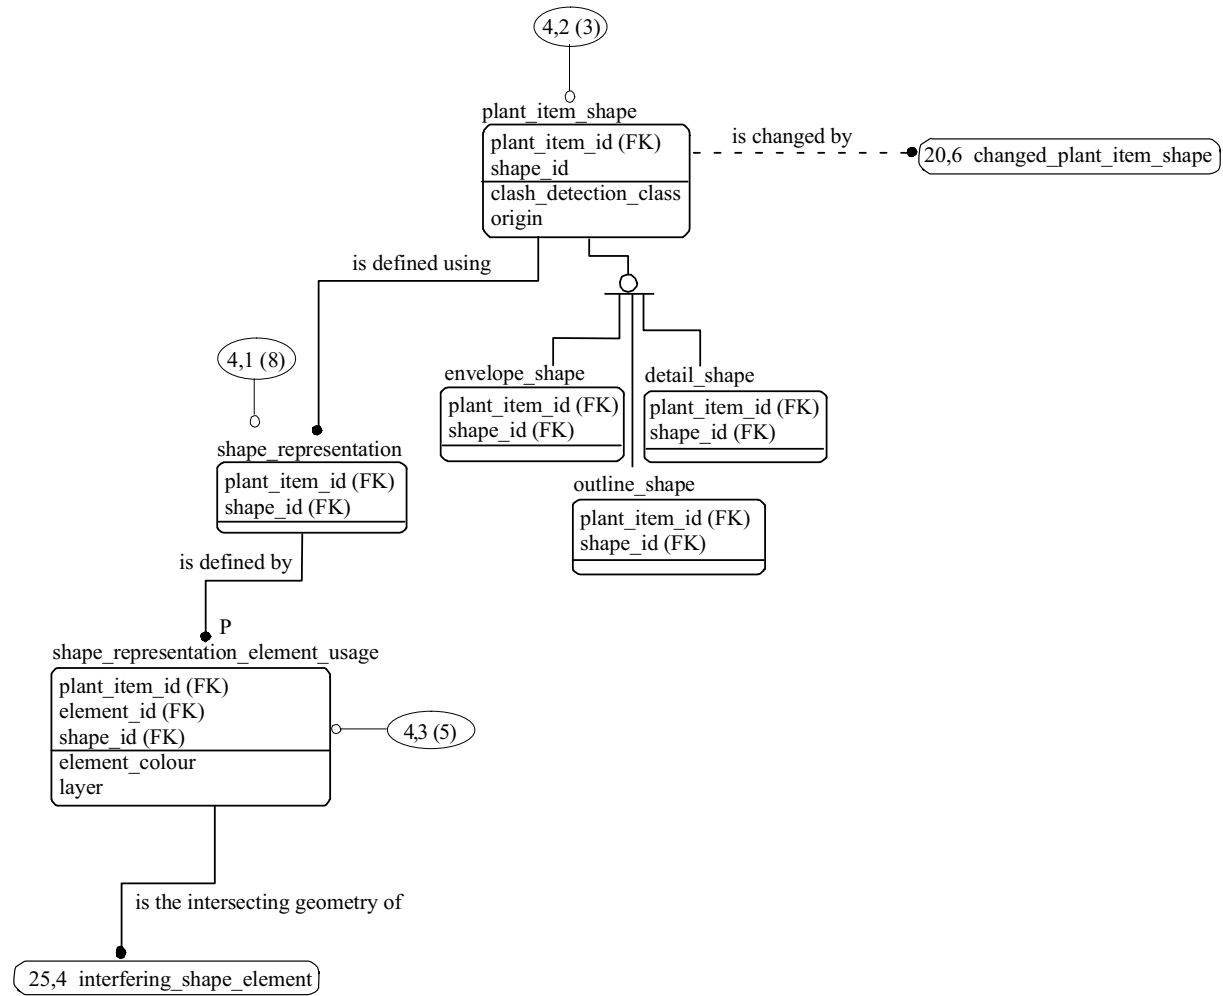 4,2 (3)
plant_item_shape
plant_item_id (FK)
shape_id
clash_detection_class
origin
is changed by
20,6 changed_plant_item_shape
is defined using
4,1 (8)
envelope_shape
plant_item_id (FK)
shape_id (FK)
detail_shape
plant_item_id (FK)
shape_id (FK)
shape_representation
plant_item_id (FK)
shape_id (FK)
outline_shape
plant_item_id (FK)
shape_id (FK)
is defined by
P
shape_representation_element_usage
plant_item_id (FK)
element_id (FK)
shape_id (FK)
element_colour
layer
4,3 (5)
is the intersecting geometry of
25,4 interfering_shape_element